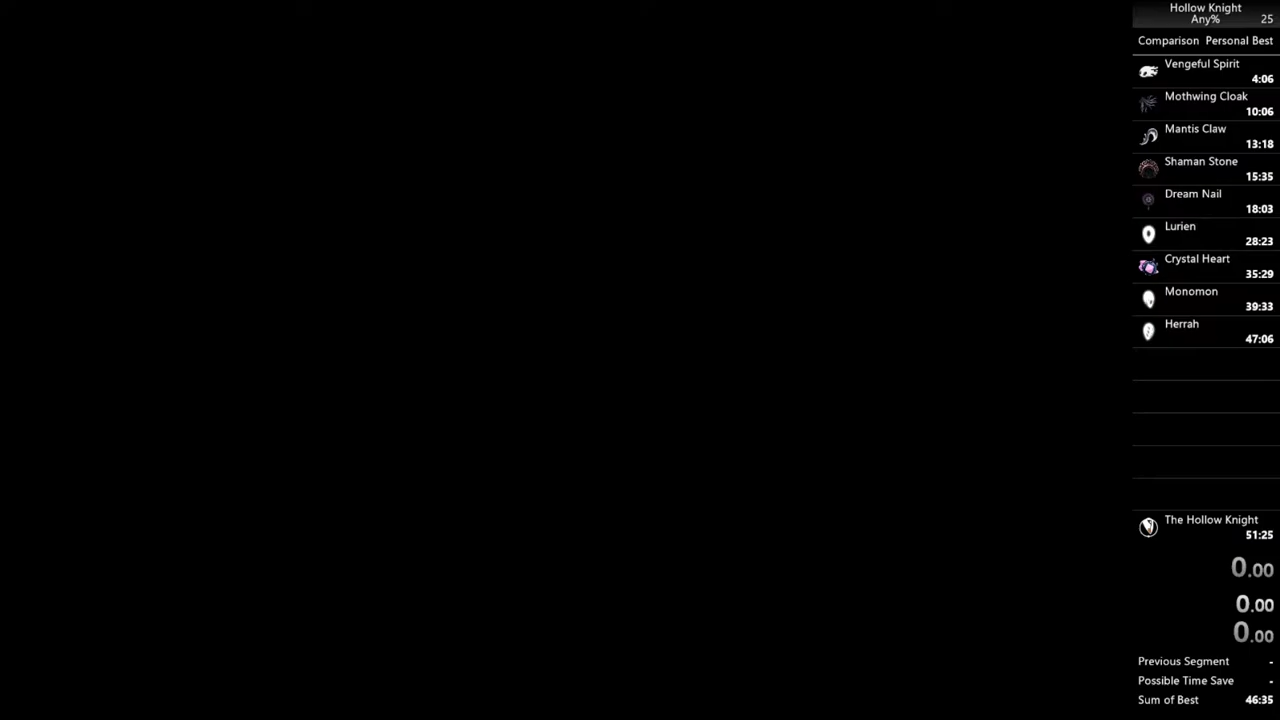 Hollow Knight
Any% 25
Comparison Personal Best
Vengeful Spirit
4:06
Mothwing Cloak
10:06
Mantis Claw
13:18
Shaman Stone
15:35
Dream Nail
18:03
Lurien
28:23
Crystal Heart
35:29
Monomon
39:33
Herrah
47:06
The Hollow Knight
51:25
0.00
0.00
0.00
Previous Segment -
Possible Time Save -
Sum of Best 46:35